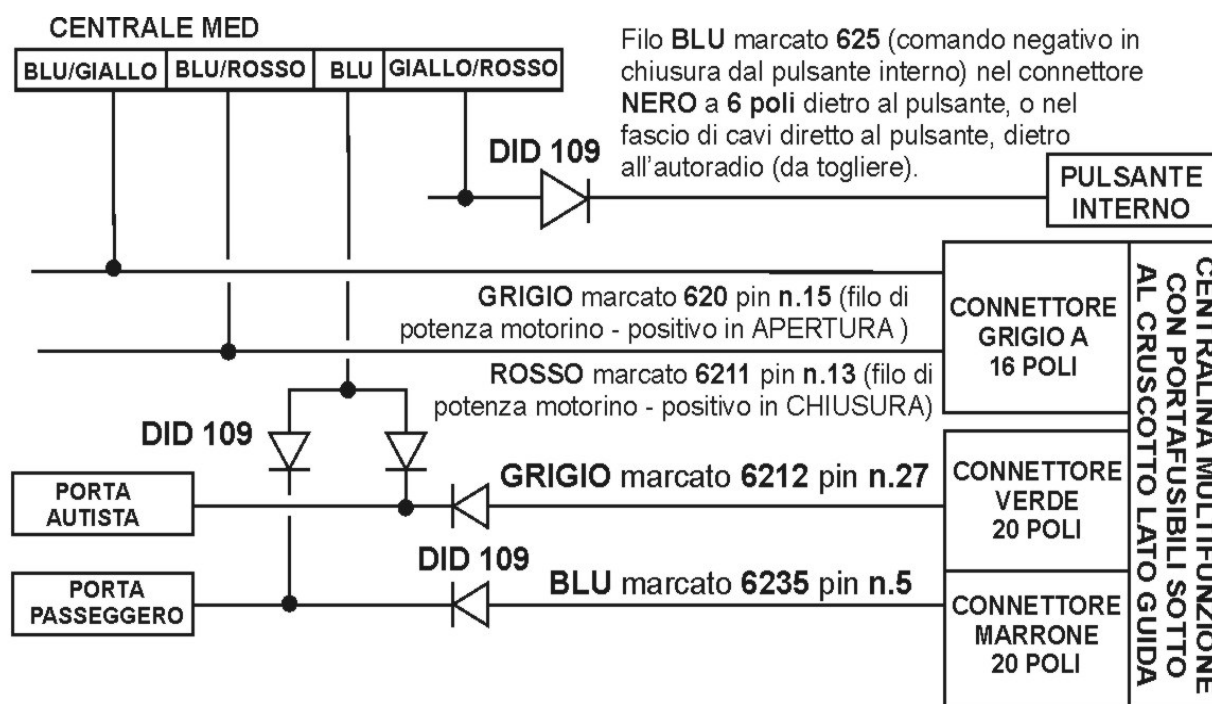 CENTRALE MED
BLU/GIALLO BLU/ROSSO BLU GIALLO/ROSSO
Filo BLU marcato 625 (comando negativo in
chiusura dal pulsante interno) nel connettore
NERO a 6 poli dietro al pulsante, o nel
fascio di cavi diretto al pulsante, dietro
all'autoradio (da togliere).
DID 109
PULSANTE
INTERNO
GRIGIO marcato 620 pin n.15 (filo di
potenza motorino - positivo in APERTURA )
ROSSO marcato 6211 pin n.13 (filo di
potenza motorino - positivo in CHIUSURA)
CONNETTORE
GRIGIO A
16 POLI
DID 109
PORTA
AUTISTA
GRIGIO marcato 6212 pin n.27
CONNETTORE
VERDE
20 POLI
DID 109
PORTA
PASSEGGERO
BLU marcato 6235 pin n.5
CONNETTORE
MARRONE
20 POLI
CENTRALINA MULTIFUNZIONE
CON PORTAFUSIBILI SOTTO
AL CRUSCOTTO LATO GUIDA